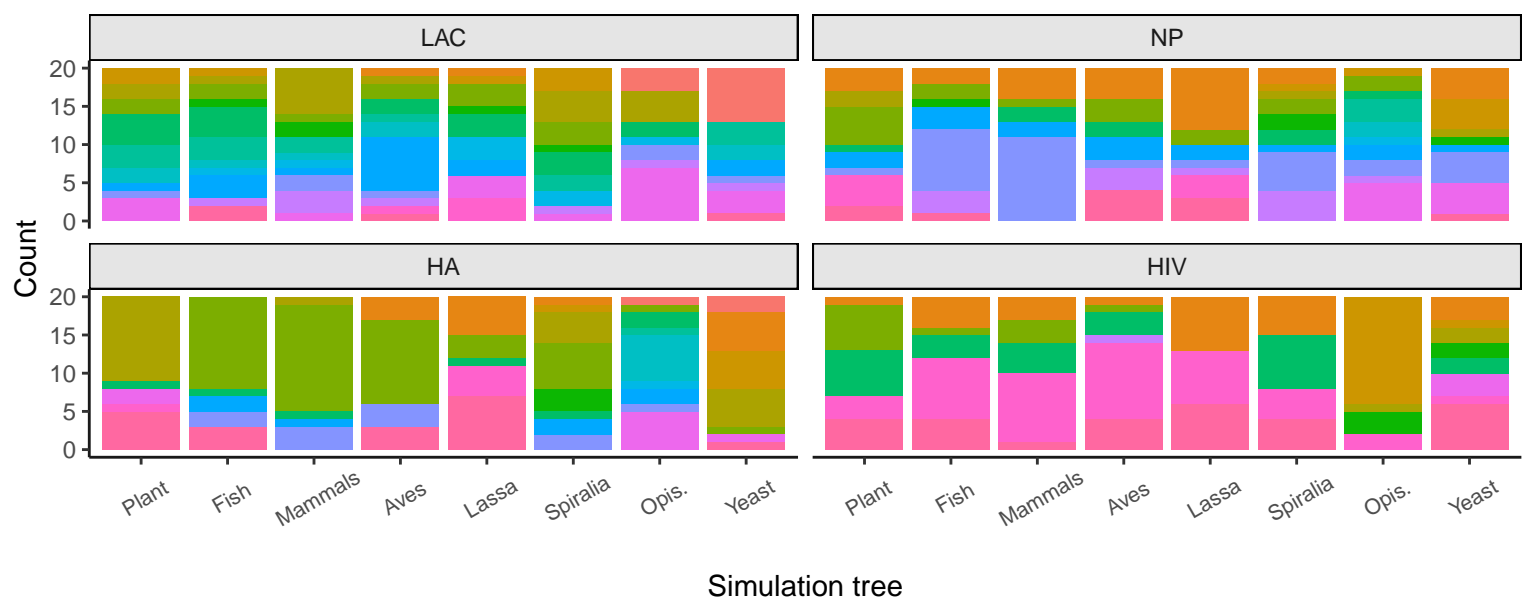 LAC
NP
20
15
10
5
0
Count
HA
HIV
20
15
10
5
0
Plant
Fish
Mammals
Aves
Lassa
Spiralia
Opis.
Yeast
Plant
Fish
Mammals
Aves
Lassa
Spiralia
Opis.
Yeast
Simulation tree